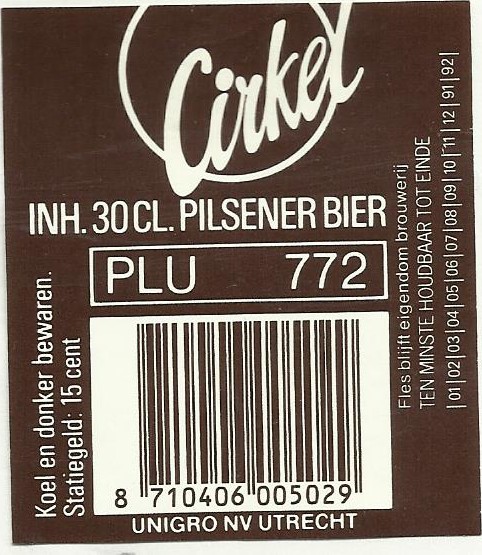 Cirkel
INH. 30 CL. PILSENER BIER
PLU 772
8 710406 005029
UNIGRO NV UTRECHT
Koel en donker bewaren.
Statiegeld: 15 cent
Fles blijft eigendom brouwerij
TEN MINSTE HOUDBAAR TOT EINDE
|01|02|03|04|05|06|07|08|09|10|11|12|91|92|